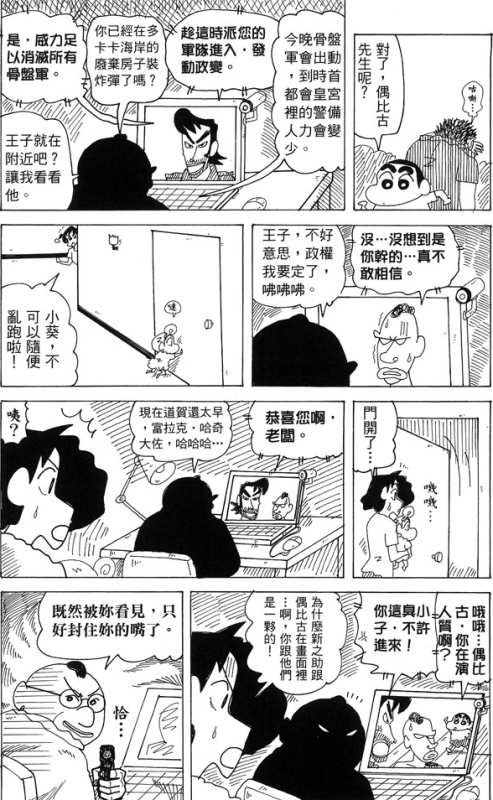 對了，偶比古
先生呢？
今晚骨盤
軍會出動
，到時首
都會皇宮
裡的警備
人力會變
少。
趁這時派您的
軍隊進入，發
動政變。
你已經在多
卡卡海岸的
廢棄房子裝
炸彈了嗎？
是，威力足
以消滅所有
骨盤軍。
王子就在
附近吧？
讓我看看
他。
沒…沒想到是
你幹的…真不
敢相信。
王子，不好
意思，政權
我要定了，
咈咈咈。
小葵，不
可以隨便
亂跑啦！
門開了…
哦哦…
恭喜您啊，
老闆。
現在道賀還太早
，富拉克．哈奇
大佐，哈哈哈…
咦？
哦哦…偶比
古，你在演
人質啊？
你這臭小
子，不許
進來！
為什麼新之助跟
偶比古在畫面裡
…啊，你跟他們
是一夥的！
既然被妳看見，只
好封住妳的嘴了。
恰…